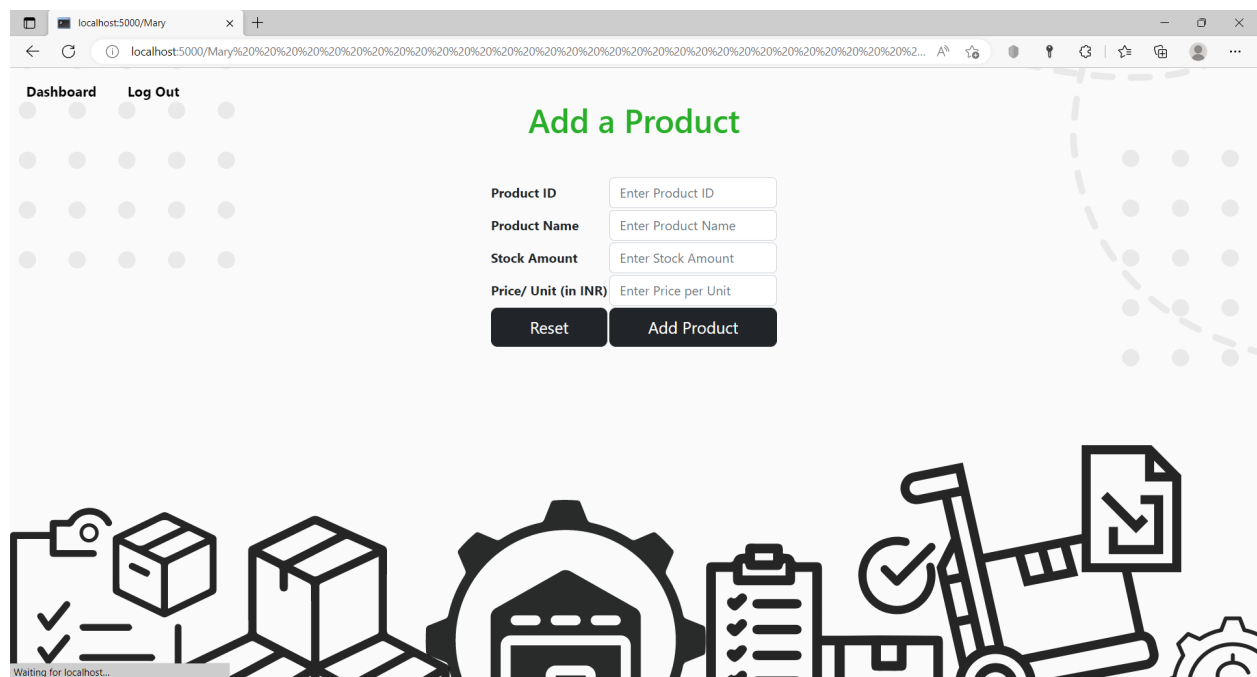 localhost:5000/Mary
localhost:5000/Mary%20%20%20%20%20%20%20%20%20%20%20%20%20%20%20%20%20%20%20%20%20%20%20%20%20%20%20%20%20%20%20%20%2...
Dashboard Log Out
Add a Product
Product ID Enter Product ID
Product Name Enter Product Name
Stock Amount Enter Stock Amount
Price/ Unit (in INR) Enter Price per Unit
Reset Add Product
Waiting for localhost...